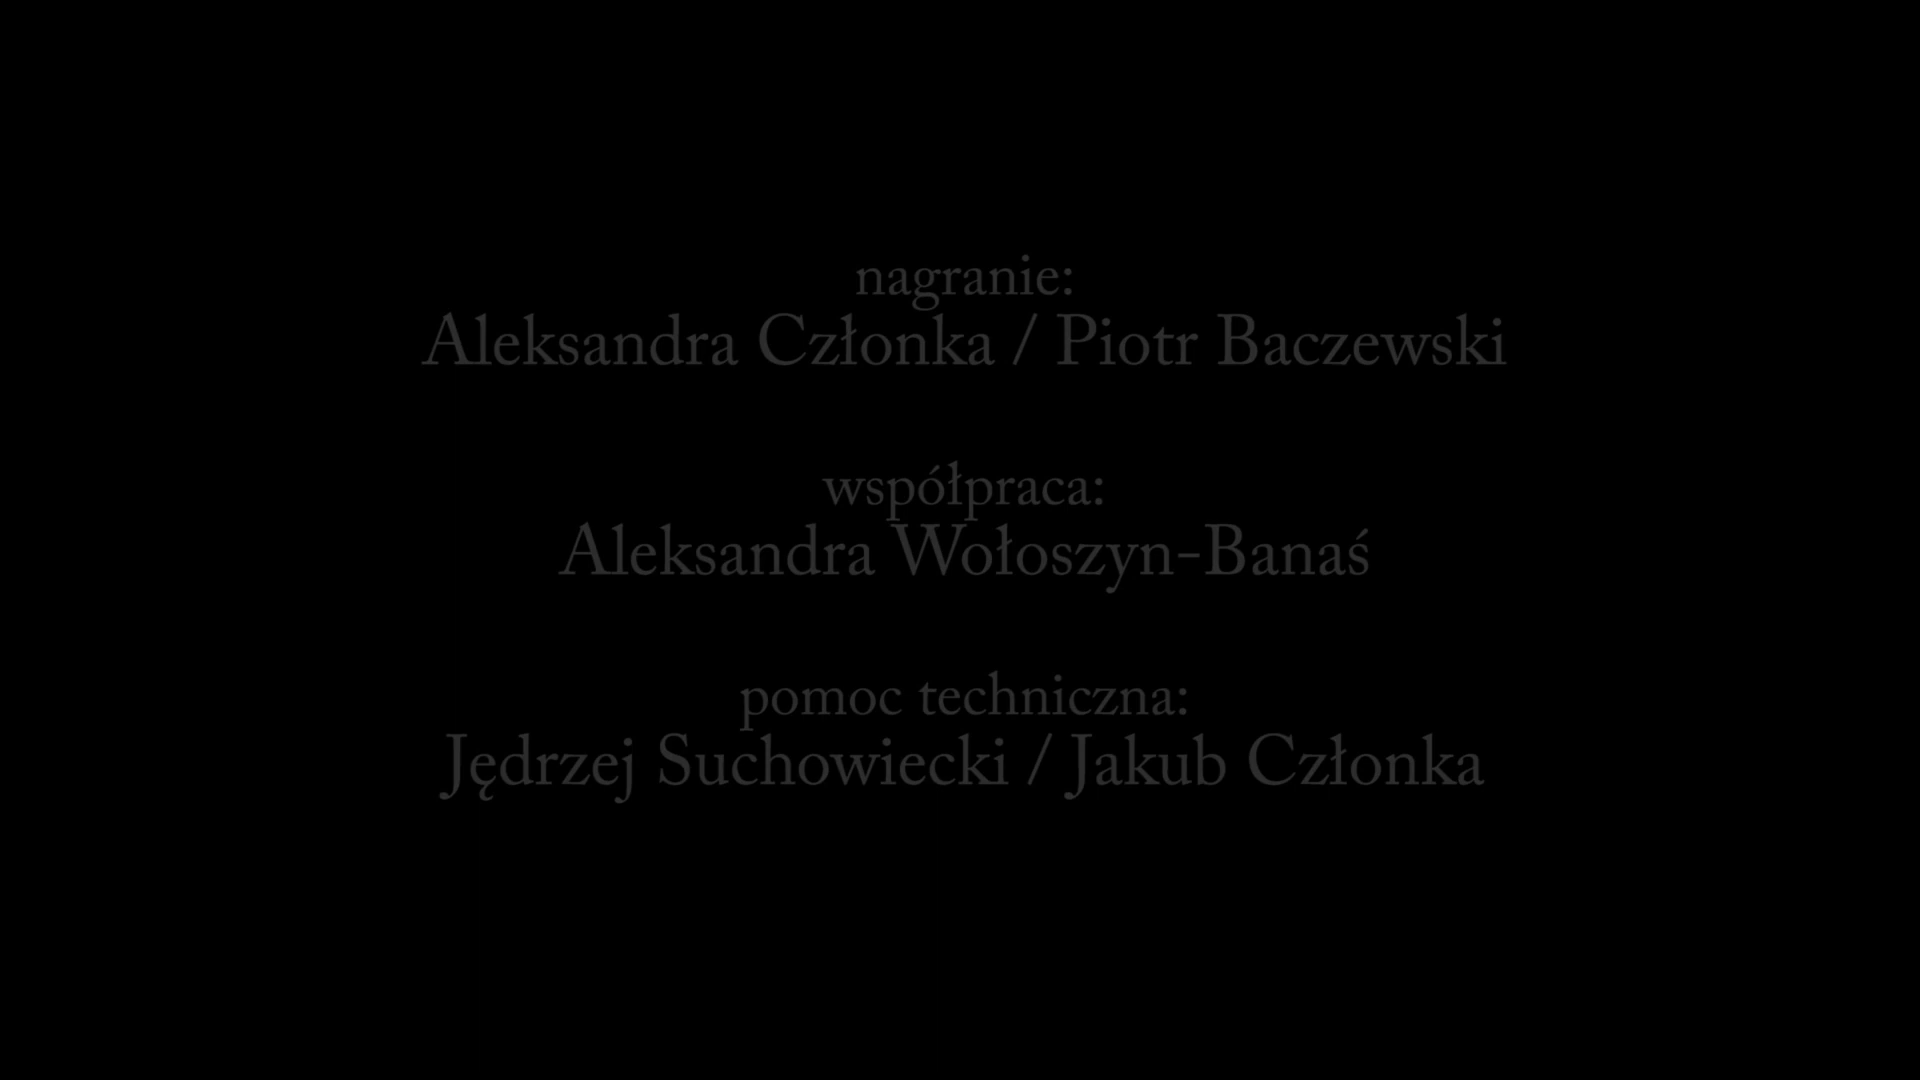 nagranie:
Aleksandra Członka / Piotr Baczewski
współpraca:
Aleksandra Wołoszyn-Banaś
pomoc techniczna:
Jędrzej Suchowiecki / Jakub Członka